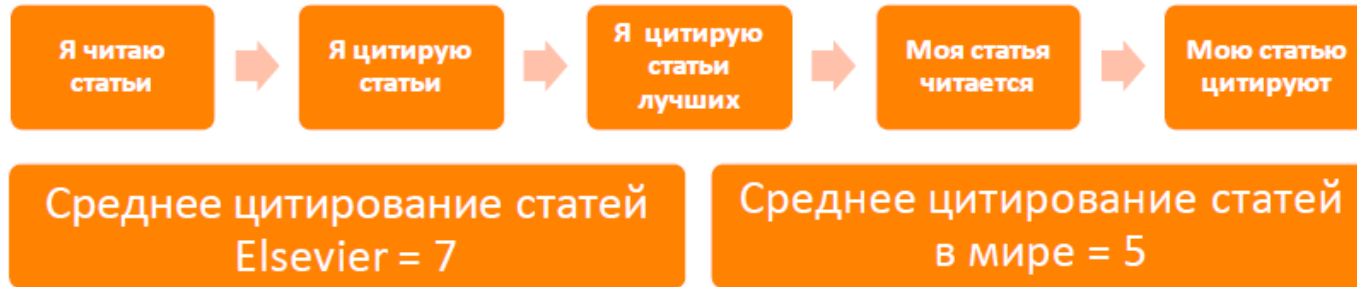 Я читаю
статьи
Я цитирую
статьи
Я цитирую
статьи
лучших
Моя статья
читается
Мою статью
цитируют
Среднее цитирование статей
Elsevier = 7
Среднее цитирование статей
в мире = 5